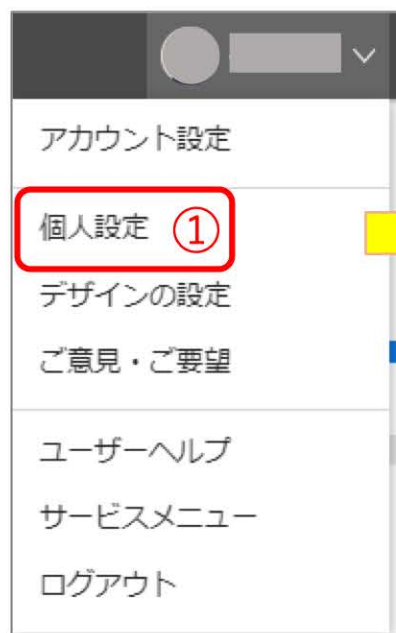 アカウント設定
個人設定 ①
デザインの設定
ご意見・ご要望
ユーザーヘルプ
サービスメニュー
ログアウト